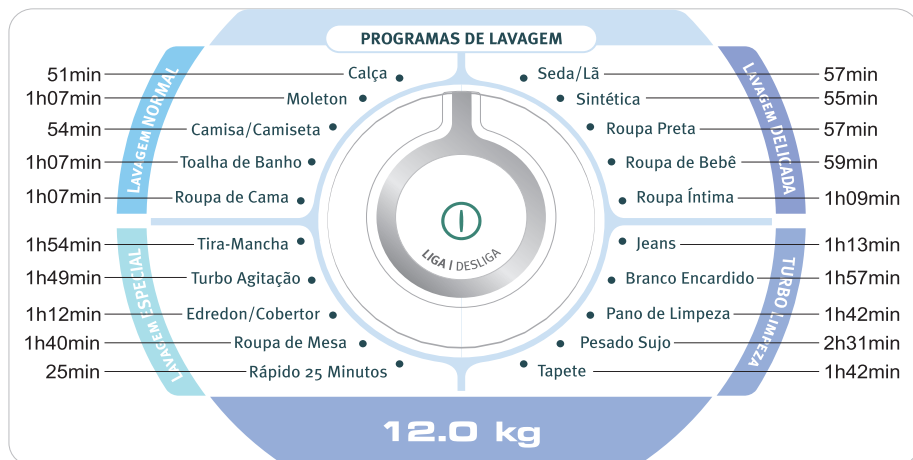 PROGRAMAS DE LAVAGEM
LAVAGEM NORMAL
51min Calça
1h07min Moleton
54min Camisa/Camiseta
1h07min Toalha de Banho
1h07min Roupa de Cama
LAVAGEM ESPECIAL
1h54min Tira-Mancha
1h49min Turbo Agitação
1h12min Edredon/Cobertor
1h40min Roupa de Mesa
25min Rápido 25 Minutos
LIGA | DESLIGA
LAVAGEM DELICADA
Seda/Lã 57min
Sintética 55min
Roupa Preta 57min
Roupa de Bebê 59min
Roupa Íntima 1h09min
TURBO LIMPEZA
Jeans 1h13min
Branco Encardido 1h57min
Pano de Limpeza 1h42min
Pesado Sujo 2h31min
Tapete 1h42min
12.0 kg